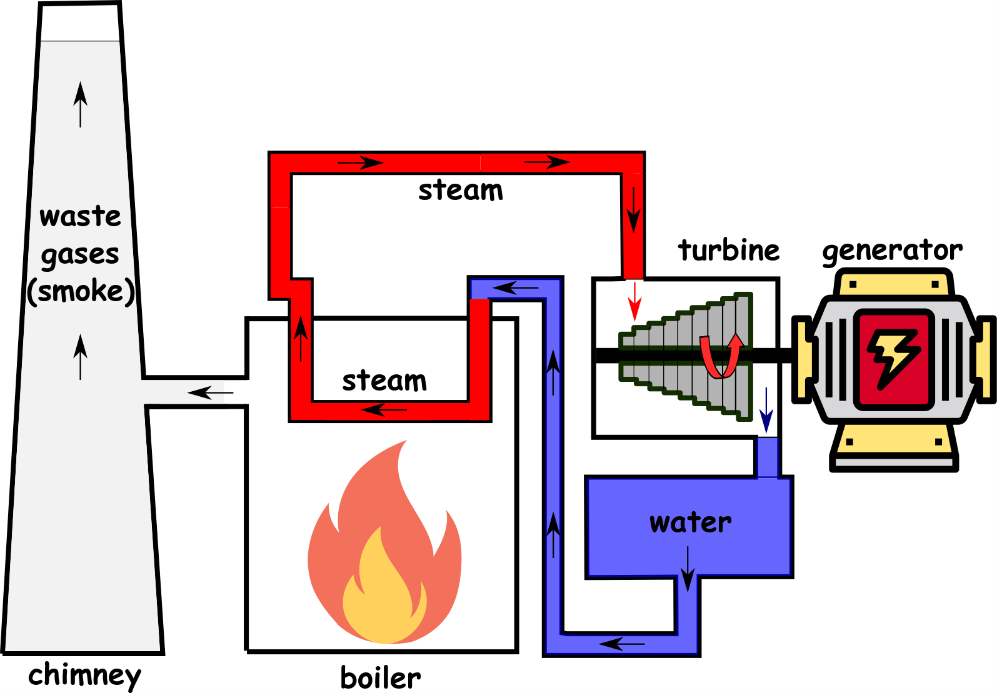 waste
gases
(smoke)
steam
turbine
generator
steam
water
chimney
boiler